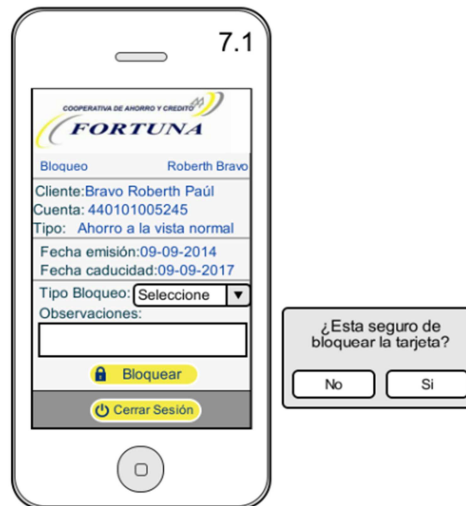 7.1
COOPERATIVA DE AHORRO Y CREDITO
FORTUNA
Bloqueo Roberth Bravo
Cliente:Bravo Roberth Paúl
Cuenta: 440101005245
Tipo: Ahorro a la vista normal
Fecha emisión:09-09-2014
Fecha caducidad:09-09-2017
Tipo Bloqueo: Seleccione
Observaciones:
Bloquear
Cerrar Sesión
¿Esta seguro de
bloquear la tarjeta?
No Si